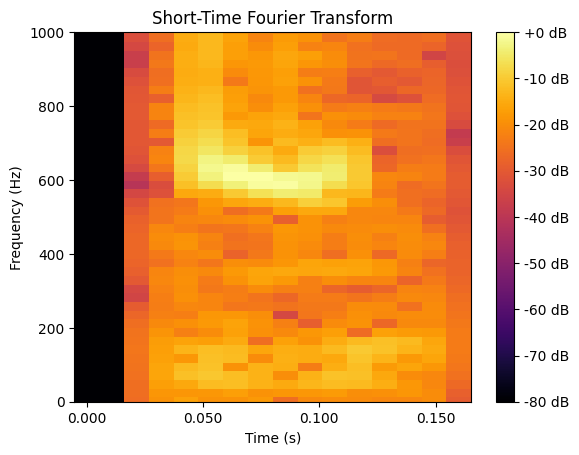 Short-Time Fourier Transform
1000
800
600
400
200
0
Frequency (Hz)
0.000
0.050
0.100
0.150
Time (s)
+0 dB
-10 dB
-20 dB
-30 dB
-40 dB
-50 dB
-60 dB
-70 dB
-80 dB